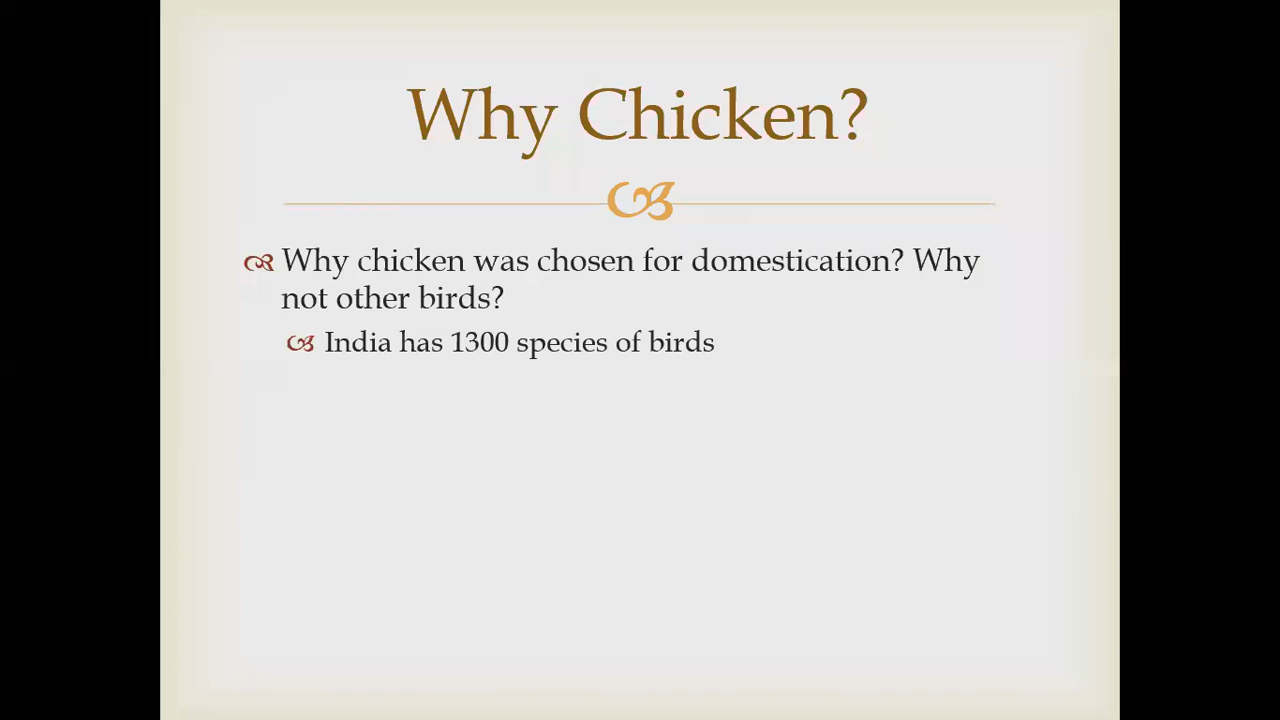 Why Chicken?
Why chicken was chosen for domestication? Why
not other birds?
India has 1300 species of birds